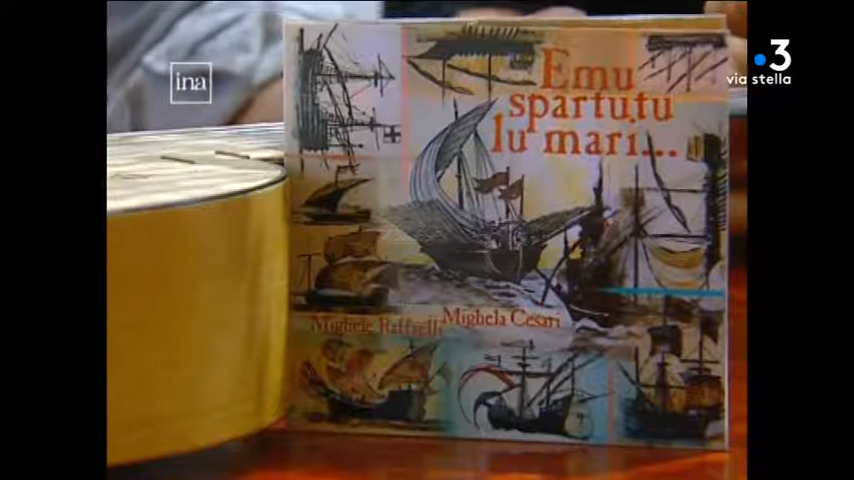 ina
3
via stella
Emu
spartutu
lu mari...
Mighele Raffaelli
Mighela Cesari